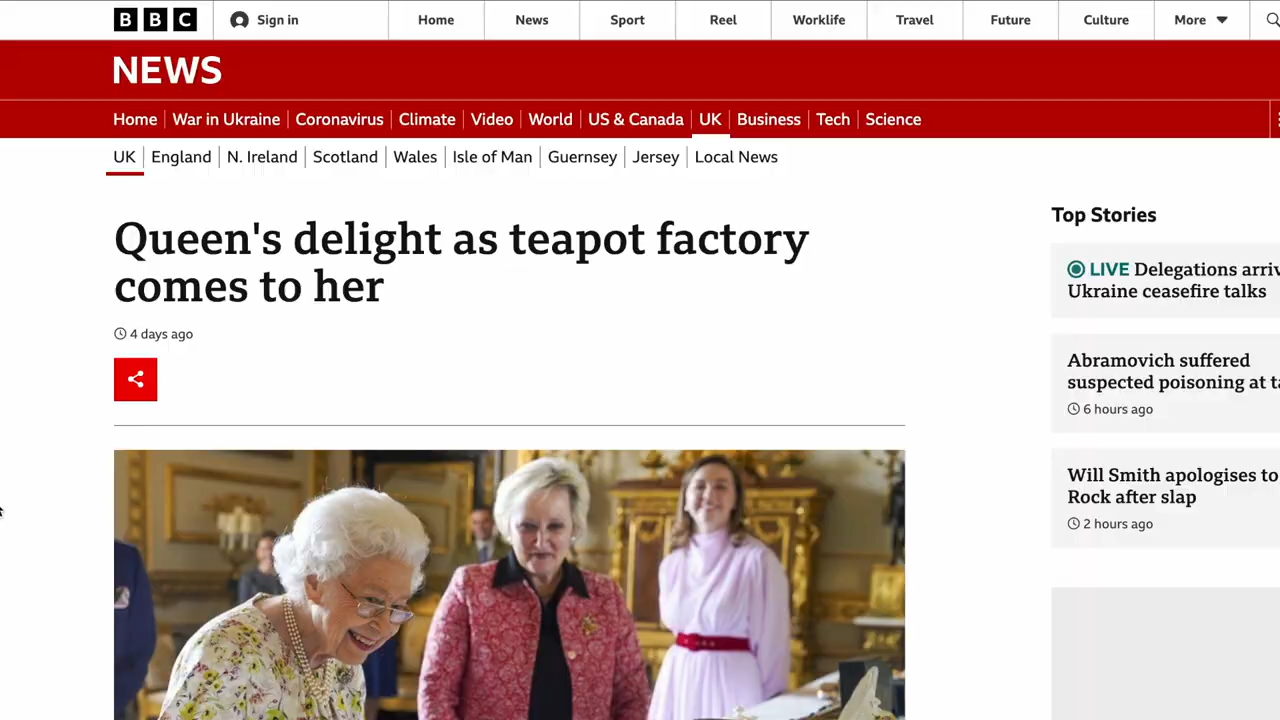 BBC Sign in Home News Sport Reel Worklife Travel Future Culture More
NEWS
Home War in Ukraine Coronavirus Climate Video World US & Canada UK Business Tech Science
UK England N. Ireland Scotland Wales Isle of Man Guernsey Jersey Local News
Queen's delight as teapot factory
comes to her
4 days ago
Top Stories
LIVE Delegations arriv
Ukraine ceasefire talks
Abramovich suffered
suspected poisoning at ta
6 hours ago
Will Smith apologises to
Rock after slap
2 hours ago